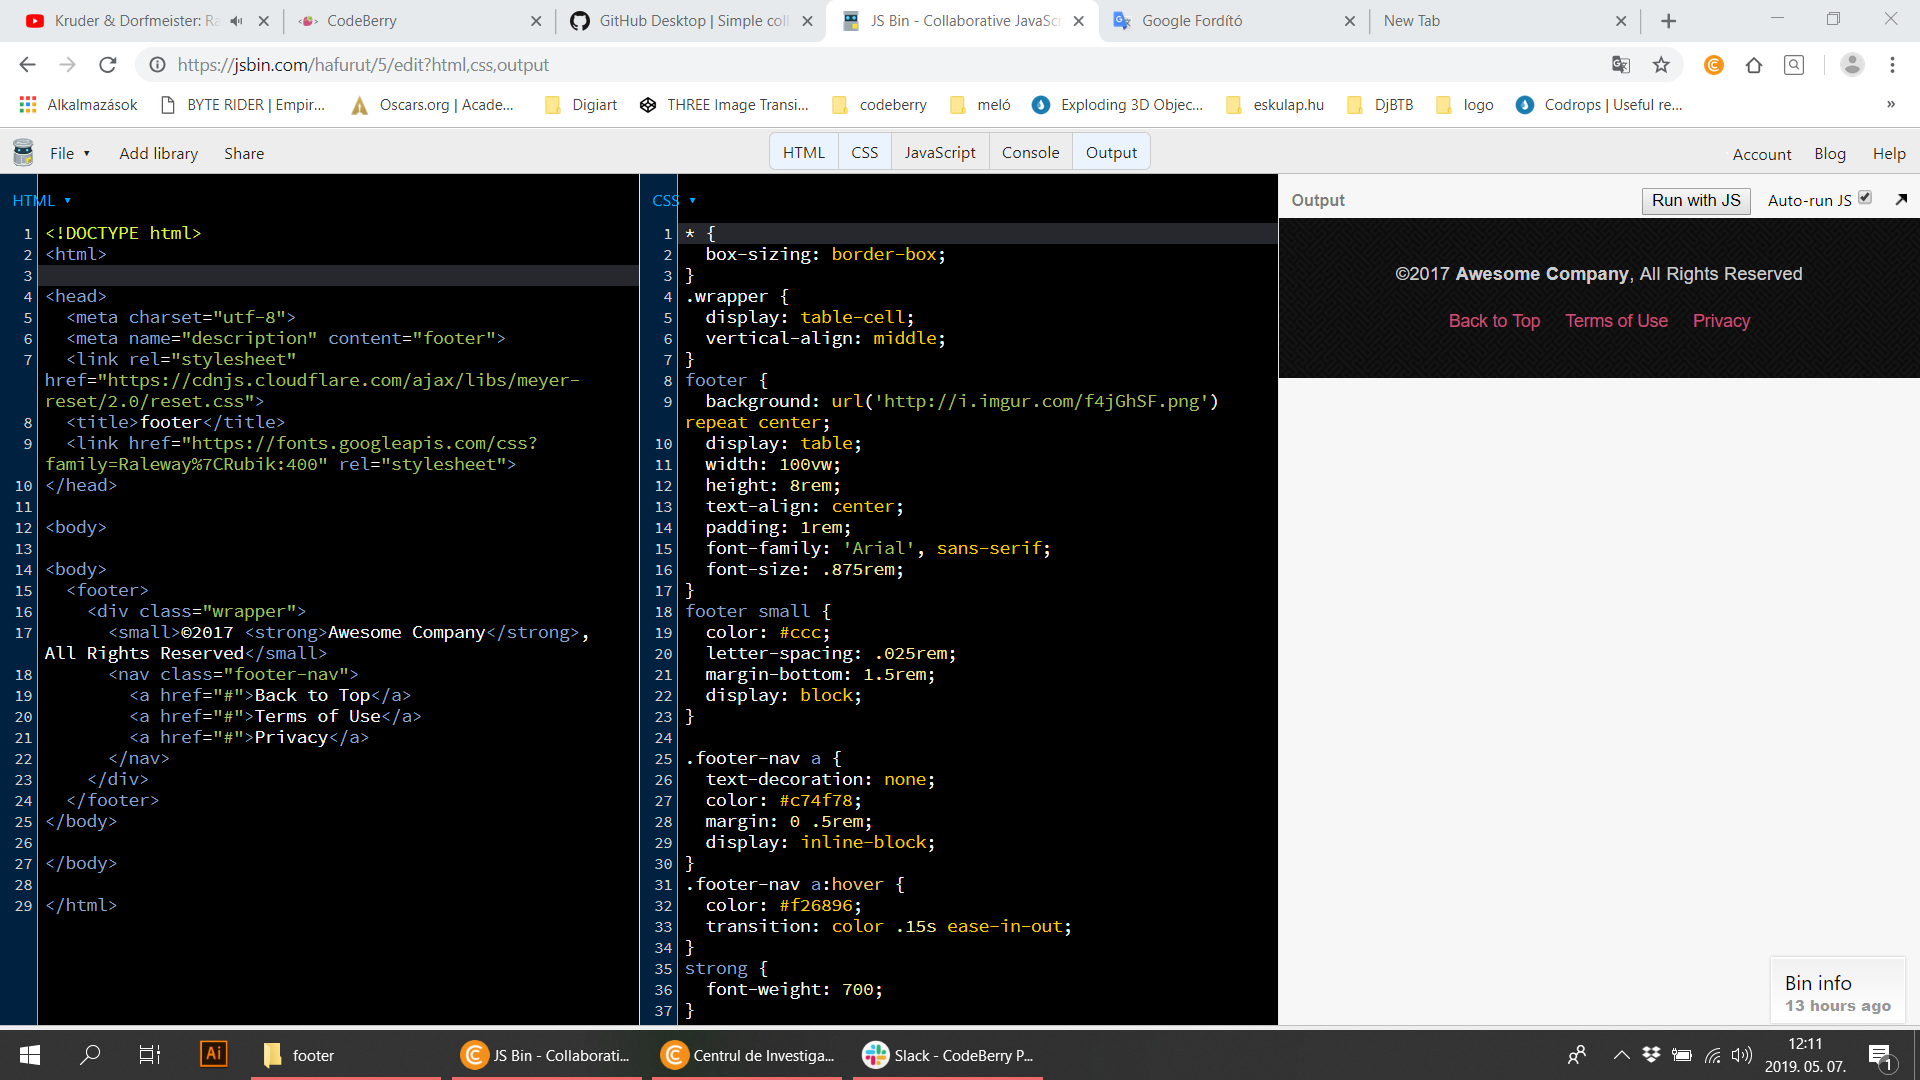 Kruder & Dorfmeister: Ra
CodeBerry
GitHub Desktop | Simple coll
JS Bin - Collaborative JavaScr
Google Fordító
New Tab
https://jsbin.com/hafurut/5/edit?html,css,output
Alkalmazások
BYTE RIDER | Empir...
Oscars.org | Acade...
Digiart
THREE Image Transi...
codeberry
meló
Exploding 3D Objec...
eskulap.hu
DjBTB
logo
Codrops | Useful re...
»
File
Add library
Share
HTML
CSS
JavaScript
Console
Output
Account
Blog
Help
HTML
1 <!DOCTYPE html>
2 <html>
3
4 <head>
5 <meta charset="utf-8">
6 <meta name="description" content="footer">
7 <link rel="stylesheet"
href="https://cdnjs.cloudflare.com/ajax/libs/meyer-
reset/2.0/reset.css">
8 <title>footer</title>
9 <link href="https://fonts.googleapis.com/css?
family=Raleway%7CRubik:400" rel="stylesheet">
10 </head>
11
12 <body>
13
14 <body>
15 <footer>
16 <div class="wrapper">
17 <small>©2017 <strong>Awesome Company</strong>,
All Rights Reserved</small>
18 <nav class="footer-nav">
19 <a href="#">Back to Top</a>
20 <a href="#">Terms of Use</a>
21 <a href="#">Privacy</a>
22 </nav>
23 </div>
24 </footer>
25 </body>
26
27 </body>
28
29 </html>
CSS
1 * {
2 box-sizing: border-box;
3 }
4 .wrapper {
5 display: table-cell;
6 vertical-align: middle;
7 }
8 footer {
9 background: url('http://i.imgur.com/f4jGhSF.png')
repeat center;
10 display: table;
11 width: 100vw;
12 height: 8rem;
13 text-align: center;
14 padding: 1rem;
15 font-family: 'Arial', sans-serif;
16 font-size: .875rem;
17 }
18 footer small {
19 color: #ccc;
20 letter-spacing: .025rem;
21 margin-bottom: 1.5rem;
22 display: block;
23 }
24
25 .footer-nav a {
26 text-decoration: none;
27 color: #c74f78;
28 margin: 0 .5rem;
29 display: inline-block;
30 }
31 .footer-nav a:hover {
32 color: #f26896;
33 transition: color .15s ease-in-out;
34 }
35 strong {
36 font-weight: 700;
37 }
Output
Run with JS
Auto-run JS
©2017 Awesome Company, All Rights Reserved
Back to Top Terms of Use Privacy
Bin info
13 hours ago
Ai
footer
JS Bin - Collaborati...
Centrul de Investiga...
Slack - CodeBerry P...
12:11
2019. 05. 07.
1